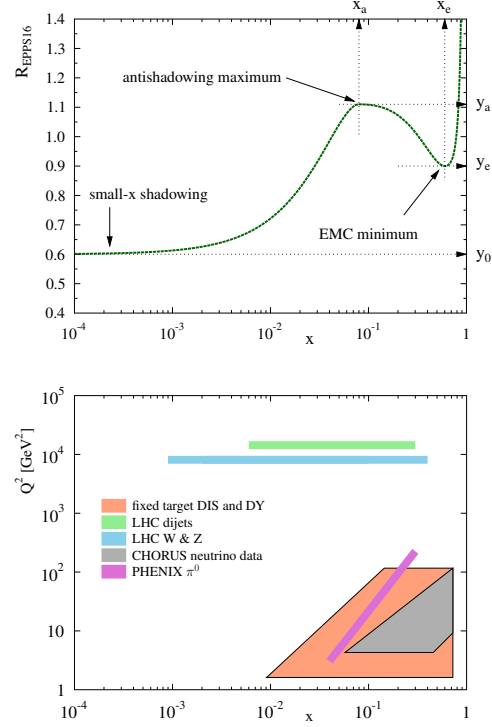 x_a x_e
1.4
1.3
1.2
1.1
1.0
0.9
0.8
0.7
0.6
0.5
0.4
R_EPPS16
antishadowing maximum
small-x shadowing
EMC minimum
y_a
y_e
y_0
10^-4 10^-3 10^-2 10^-1 1
x
10^5
10^4
10^3
10^2
10
1
Q^2 [GeV^2]
fixed target DIS and DY
LHC dijets
LHC W & Z
CHORUS neutrino data
PHENIX π^0
10^-4 10^-3 10^-2 10^-1 1
x